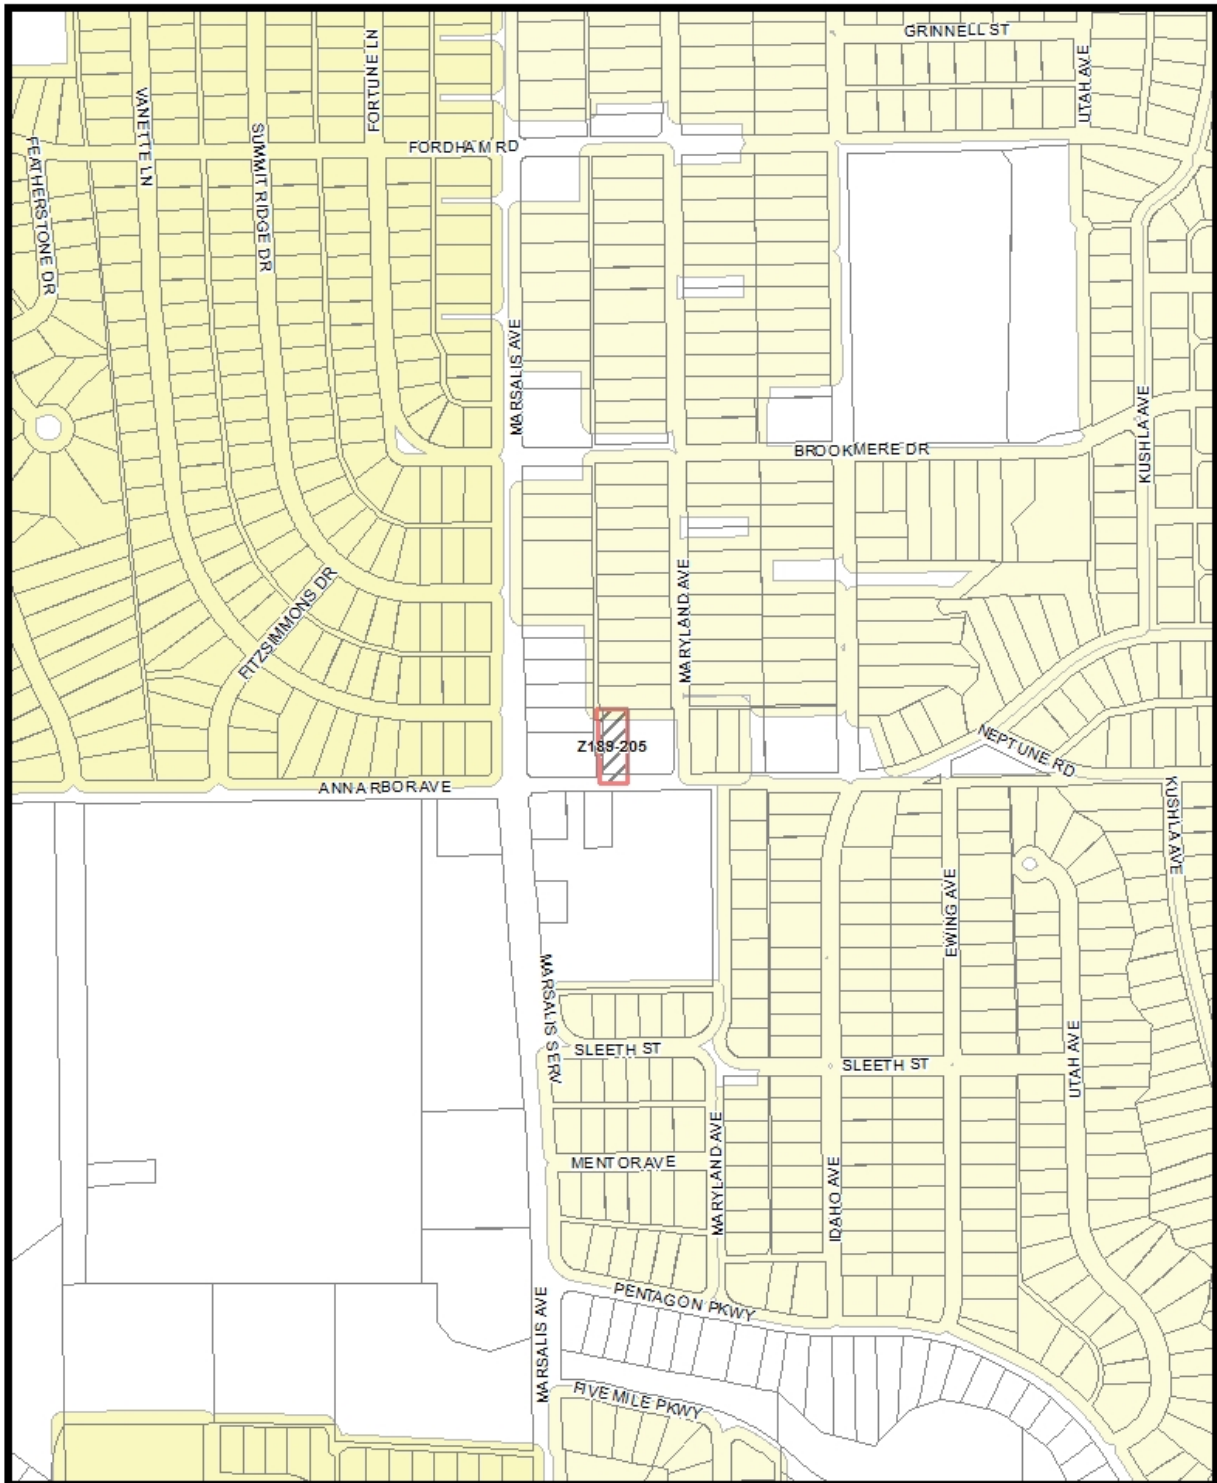 GRINNELL ST
UTAH AVE
FORTUNE LN
VANETTE LN
SUMMIT RIDGE DR
FEATHERSTONE DR
FORDHAM RD
MARSALIS AVE
KUSHLA AVE
BROOKMERE DR
MARYLAND AVE
FITZSIMMONS DR
Z189-205
NEPTUNE RD
ANN ARBOR AVE
KUSHLA AVE
EWING AVE
MARSALIS SERV
SLEETH ST
SLEETH ST
UTAH AVE
MENTOR AVE
MARYLAND AVE
IDAHO AVE
PENTAGON PKWY
MARSALIS AVE
FIVE MILE PKWY